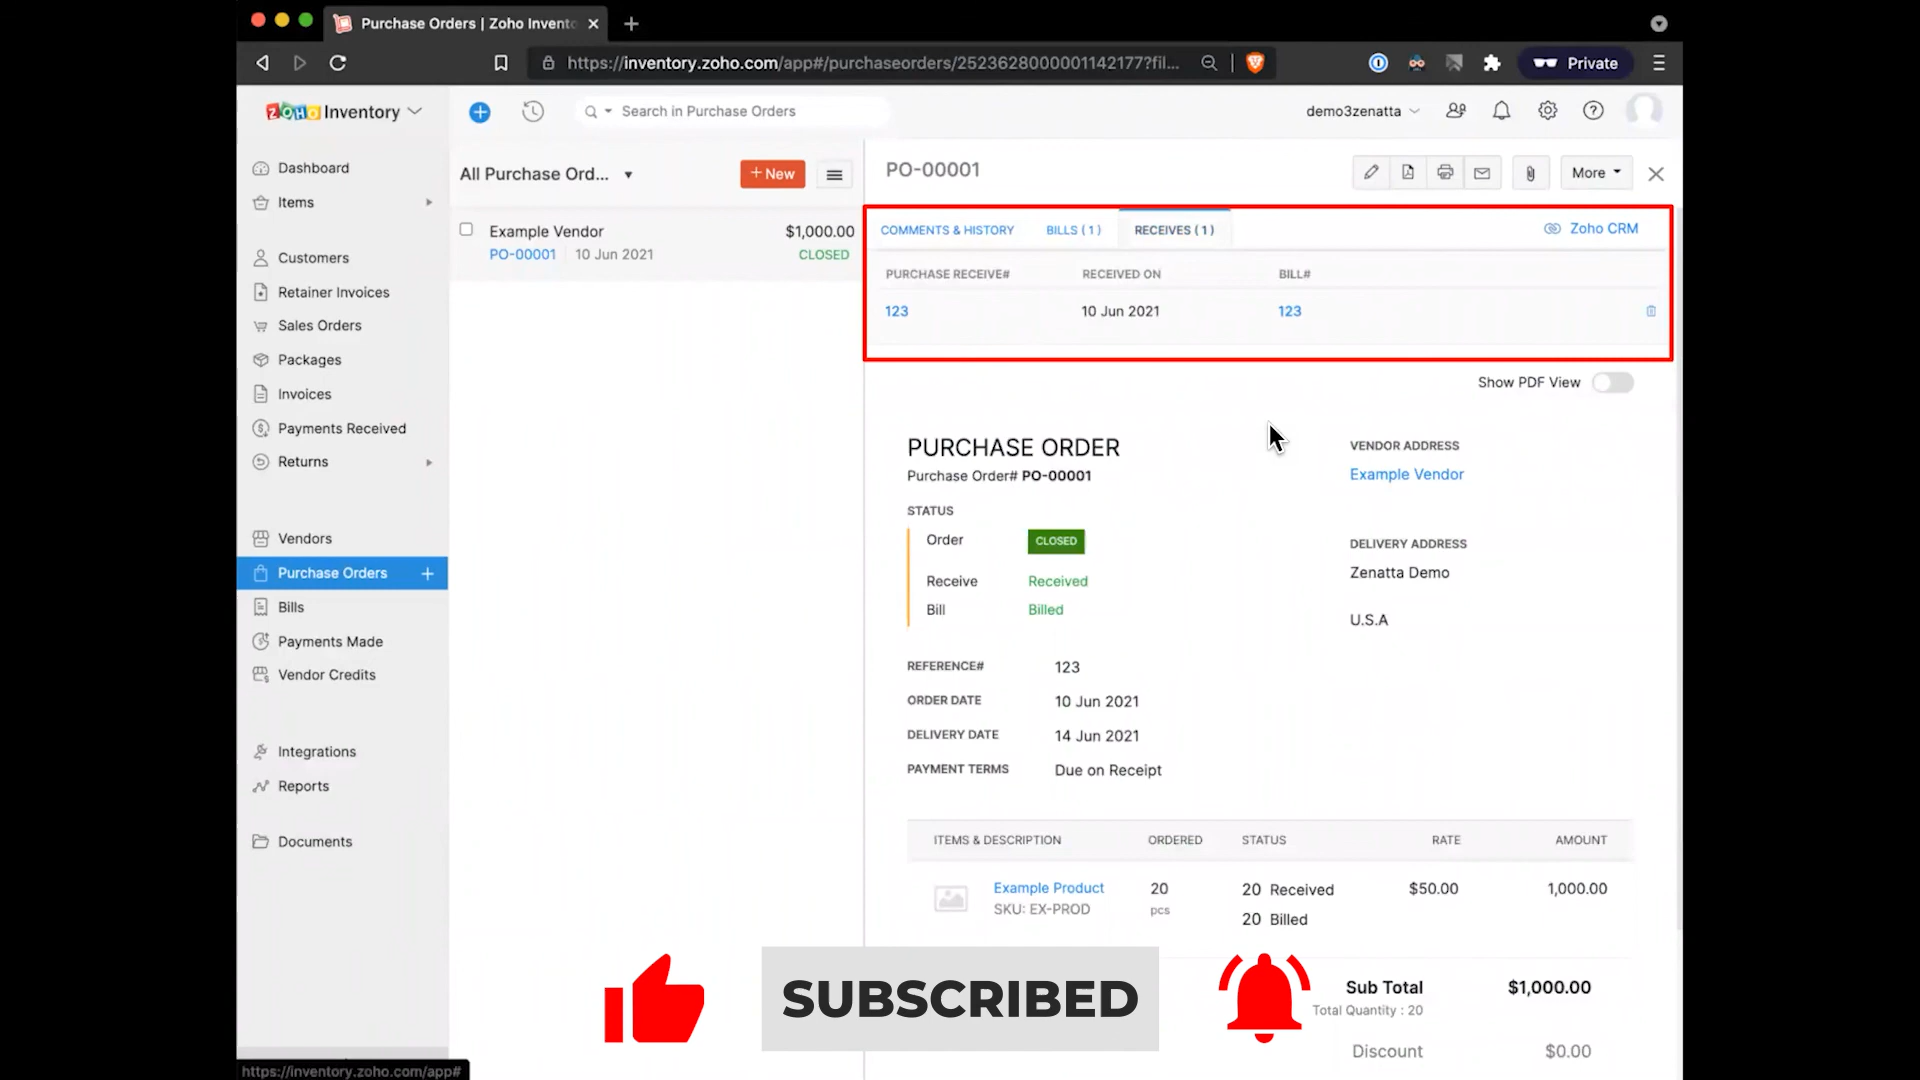 Purchase Orders | Zoho Invento
https://inventory.zoho.com/app#/purchaseorders/2523628000001142177?fil...
Private
ZOHO Inventory
Search in Purchase Orders
demo3zenatta
Dashboard
Items
Customers
Retainer Invoices
Sales Orders
Packages
Invoices
Payments Received
Returns
Vendors
Purchase Orders
Bills
Payments Made
Vendor Credits
Integrations
Reports
Documents
https://inventory.zoho.com/app#
All Purchase Ord...
+ New
Example Vendor $1,000.00
PO-00001 10 Jun 2021 CLOSED
PO-00001
More
COMMENTS & HISTORY BILLS ( 1 ) RECEIVES ( 1 ) Zoho CRM
PURCHASE RECEIVE# RECEIVED ON BILL#
123 10 Jun 2021 123
Show PDF View
PURCHASE ORDER
Purchase Order# PO-00001
STATUS
Order CLOSED
Receive Received
Bill Billed
VENDOR ADDRESS
Example Vendor
DELIVERY ADDRESS
Zenatta Demo
U.S.A
REFERENCE# 123
ORDER DATE 10 Jun 2021
DELIVERY DATE 14 Jun 2021
PAYMENT TERMS Due on Receipt
ITEMS & DESCRIPTION ORDERED STATUS RATE AMOUNT
Example Product 20 20 Received $50.00 1,000.00
SKU: EX-PROD pcs 20 Billed
Sub Total $1,000.00
Total Quantity : 20
Discount $0.00
SUBSCRIBED